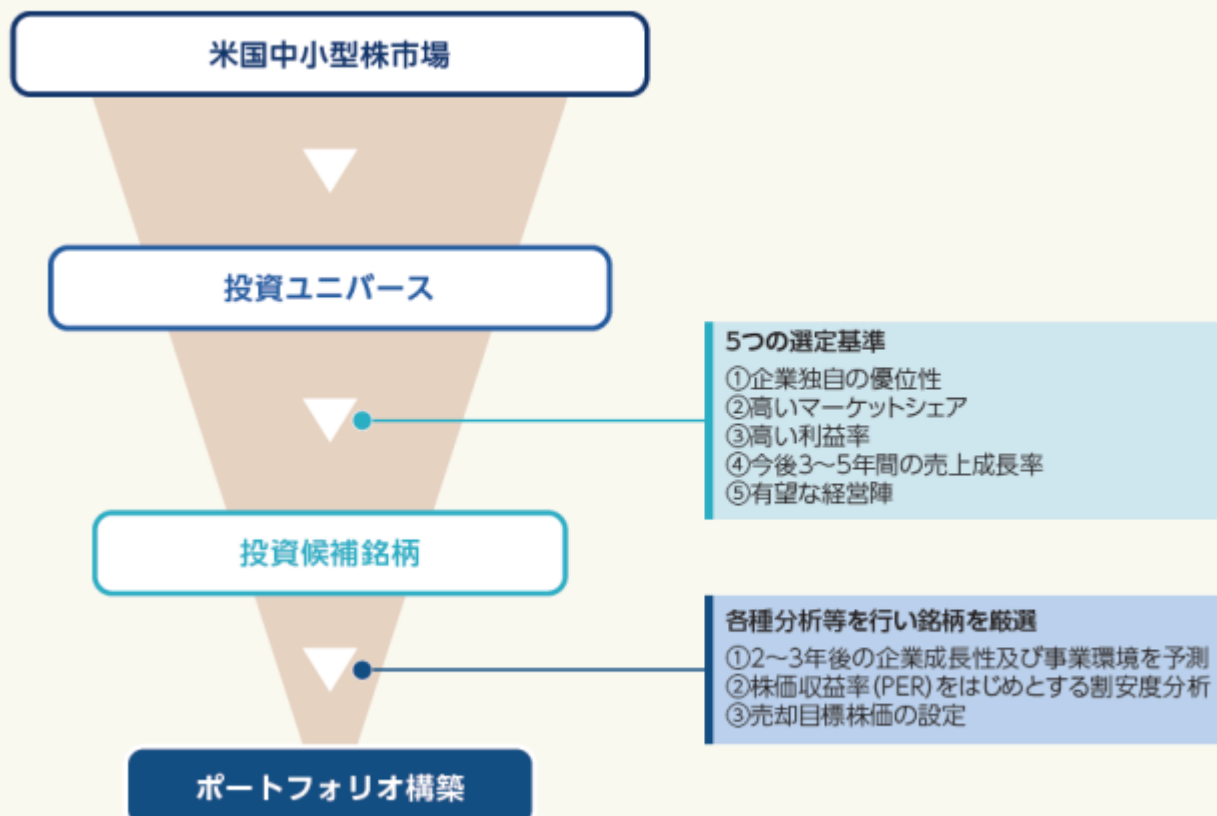 米国中小型株市場
投資ユニバース
5つの選定基準
①企業独自の優位性
②高いマーケットシェア
③高い利益率
④今後3～5年間の売上成長率
⑤有望な経営陣
投資候補銘柄
各種分析等を行い銘柄を厳選
①2～3年後の企業成長性及び事業環境を予測
②株価収益率(PER)をはじめとする割安度分析
③売却目標株価の設定
ポートフォリオ構築